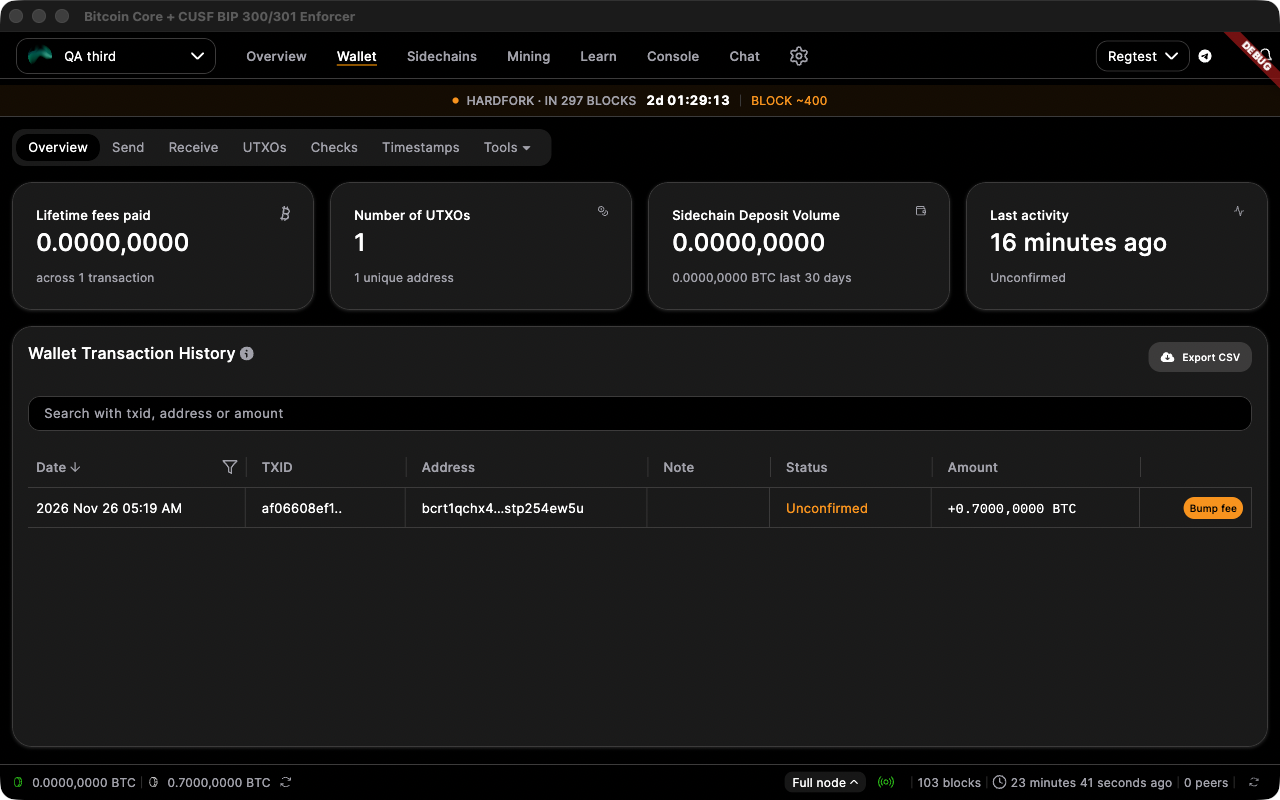 Bitcoin Core + CUSF BIP 300/301 Enforcer
QA third
Overview
Wallet
Sidechains
Mining
Learn
Console
Chat
Regtest
DEBUG
HARDFORK · IN 297 BLOCKS 2d 01:29:13 BLOCK ~400
Overview
Send
Receive
UTXOs
Checks
Timestamps
Tools
Lifetime fees paid
0.0000,0000
across 1 transaction
Number of UTXOs
1
1 unique address
Sidechain Deposit Volume
0.0000,0000
0.0000,0000 BTC last 30 days
Last activity
16 minutes ago
Unconfirmed
Wallet Transaction History
Export CSV
Search with txid, address or amount
Date TXID Address Note Status Amount
2026 Nov 26 05:19 AM af06608ef1.. bcrt1qchx4...stp254ew5u Unconfirmed +0.7000,0000 BTC Bump fee
0.0000,0000 BTC 0.7000,0000 BTC Full node 103 blocks 23 minutes 41 seconds ago 0 peers